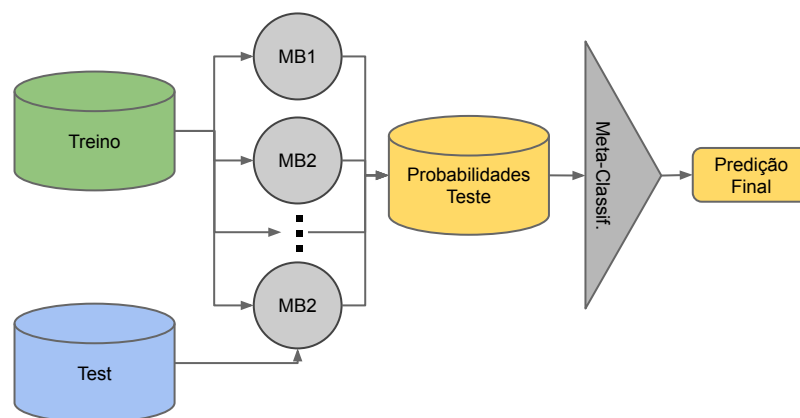 MB1
Treino
MB2
Probabilidades
Teste
Meta-Classif.
Predição
Final
MB2
Test